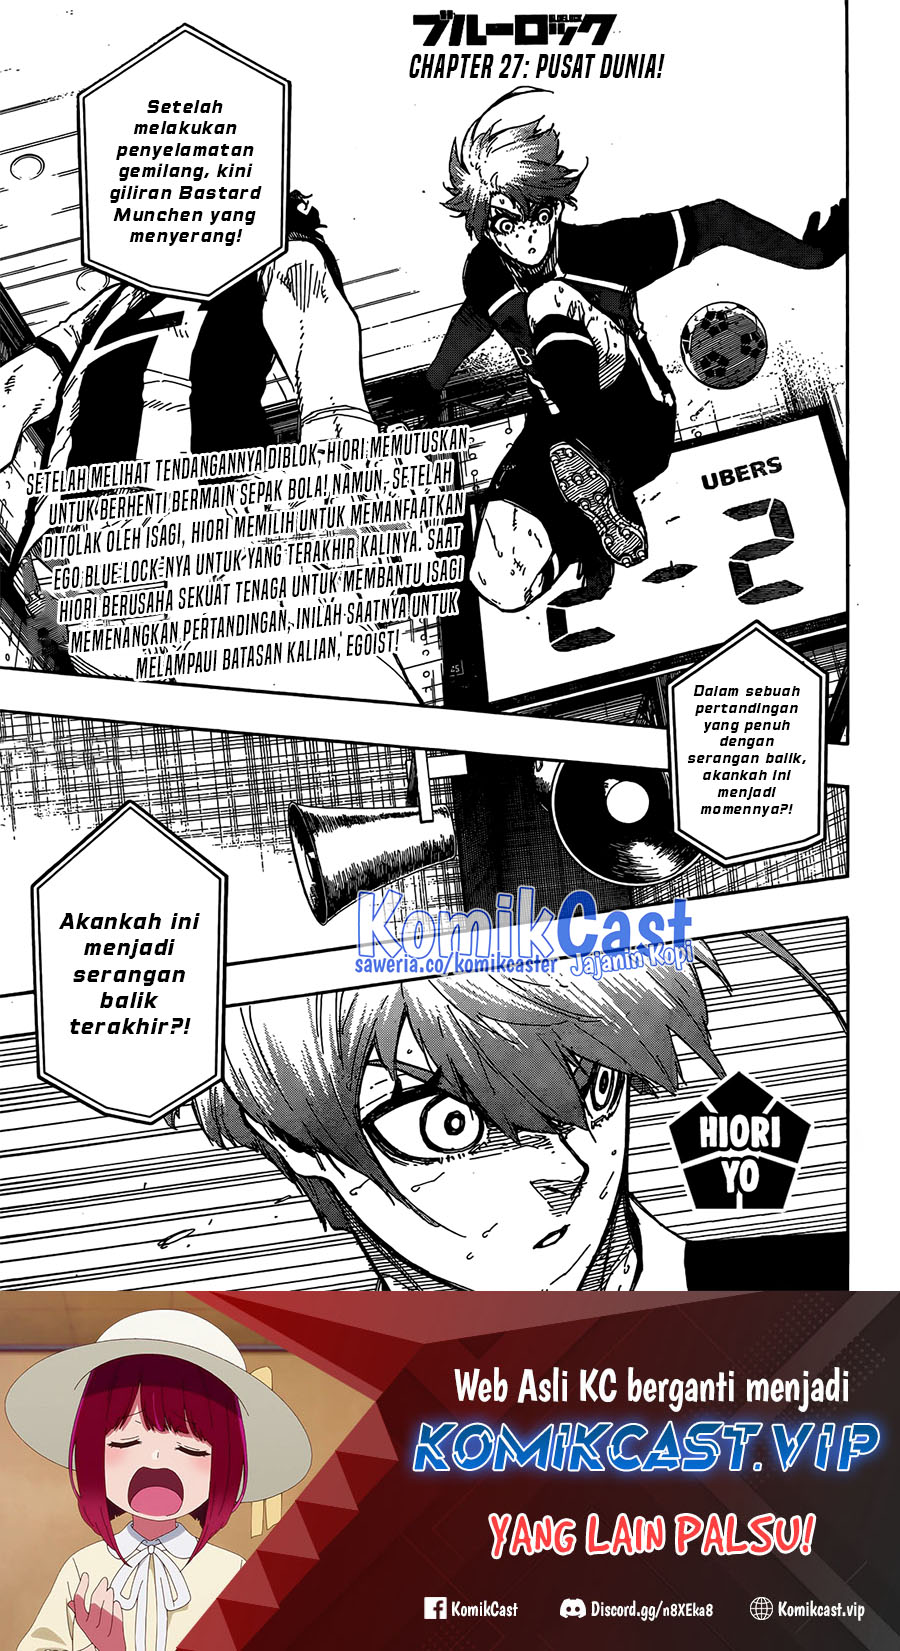 ブルーロック
BLUELOCK
CHAPTER 27: PUSAT DUNIA!
Setelah
melakukan
penyelamatan
gemilang, kini
giliran Bastard
Munchen yang
menyerang!
B
SETELAH MELIHAT TENDANGANNYA DIBLOK, HIORI MEMUTUSKAN
UNTUK BERHENTI BERMAIN SEPAK BOLA! NAMUN, SETELAH
DITOLAK OLEH ISAGI, HIORI MEMILIH UNTUK MEMANFAATKAN
EGO BLUE LOCK-NYA UNTUK YANG TERAKHIR KALINYA. SAAT
HIORI BERUSAHA SEKUAT TENAGA UNTUK MEMBANTU ISAGI
MEMENANGKAN PERTANDINGAN, INILAH SAATNYA UNTUK
MELAMPAUI BATASAN KALIAN, EGOIST!
UBERS
2-2
Dalam sebuah
pertandingan
yang penuh
dengan
serangan balik,
akankah ini
menjadi
momennya?!
Akankah ini
menjadi
serangan
balik
terakhir?!
KomikCast
saweria.co/komikcaster Jajanin Kopi
HIORI
YO
Web Asli KC berganti menjadi
KOMIKCAST.VIP
YANG LAIN PALSU!
KomikCast
Discord.gg/n8XEka8
Komikcast.vip